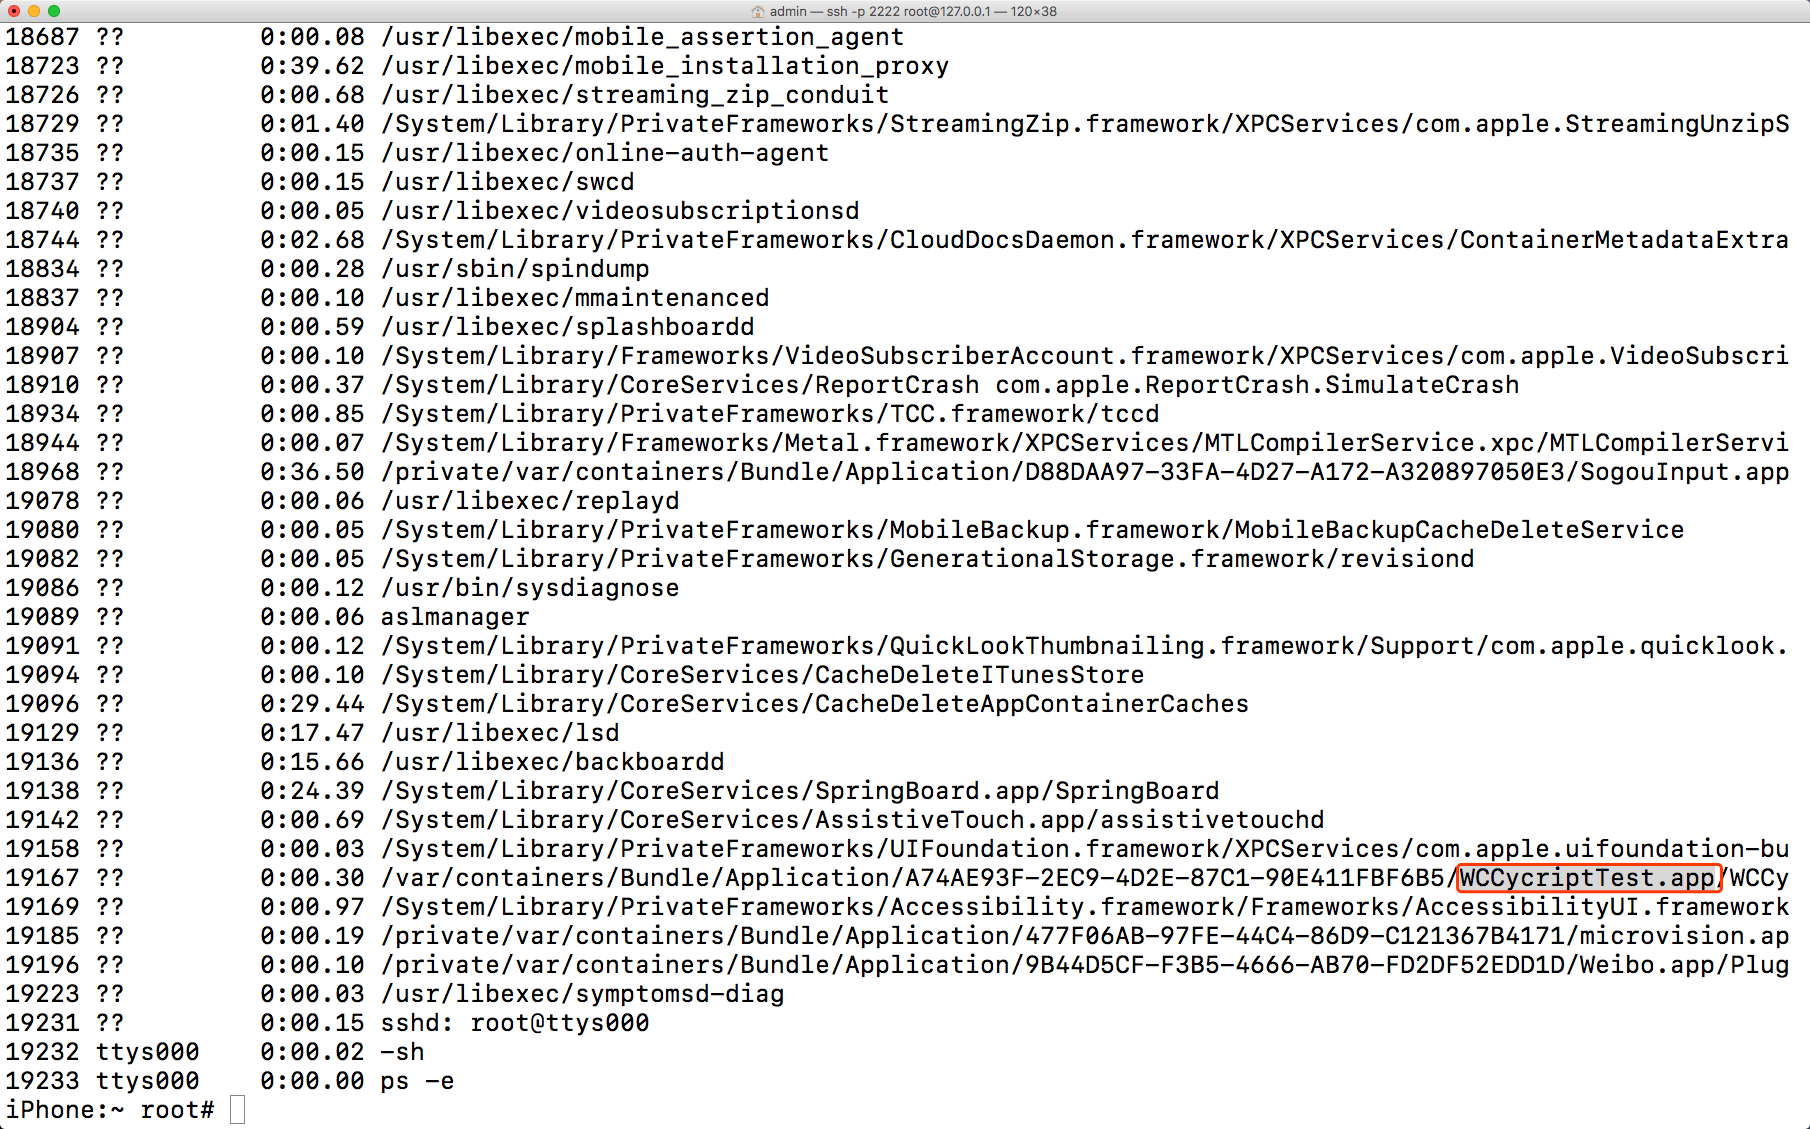 admin — ssh -p 2222 root@127.0.0.1 — 120×38
18687 ??         0:00.08 /usr/libexec/mobile_assertion_agent
18723 ??         0:39.62 /usr/libexec/mobile_installation_proxy
18726 ??         0:00.68 /usr/libexec/streaming_zip_conduit
18729 ??         0:01.40 /System/Library/PrivateFrameworks/StreamingZip.framework/XPCServices/com.apple.StreamingUnzipS
18735 ??         0:00.15 /usr/libexec/online-auth-agent
18737 ??         0:00.15 /usr/libexec/swcd
18740 ??         0:00.05 /usr/libexec/videosubscriptionsd
18744 ??         0:02.68 /System/Library/PrivateFrameworks/CloudDocsDaemon.framework/XPCServices/ContainerMetadataExtra
18834 ??         0:00.28 /usr/sbin/spindump
18837 ??         0:00.10 /usr/libexec/mmaintenanced
18904 ??         0:00.59 /usr/libexec/splashboardd
18907 ??         0:00.10 /System/Library/Frameworks/VideoSubscriberAccount.framework/XPCServices/com.apple.VideoSubscri
18910 ??         0:00.37 /System/Library/CoreServices/ReportCrash com.apple.ReportCrash.SimulateCrash
18934 ??         0:00.85 /System/Library/PrivateFrameworks/TCC.framework/tccd
18944 ??         0:00.07 /System/Library/Frameworks/Metal.framework/XPCServices/MTLCompilerService.xpc/MTLCompilerServi
18968 ??         0:36.50 /private/var/containers/Bundle/Application/D88DAA97-33FA-4D27-A172-A320897050E3/SogouInput.app
19078 ??         0:00.06 /usr/libexec/replayd
19080 ??         0:00.05 /System/Library/PrivateFrameworks/MobileBackup.framework/MobileBackupCacheDeleteService
19082 ??         0:00.05 /System/Library/PrivateFrameworks/GenerationalStorage.framework/revisiond
19086 ??         0:00.12 /usr/bin/sysdiagnose
19089 ??         0:00.06 aslmanager
19091 ??         0:00.12 /System/Library/PrivateFrameworks/QuickLookThumbnailing.framework/Support/com.apple.quicklook.
19094 ??         0:00.10 /System/Library/CoreServices/CacheDeleteITunesStore
19096 ??         0:29.44 /System/Library/CoreServices/CacheDeleteAppContainerCaches
19129 ??         0:17.47 /usr/libexec/lsd
19136 ??         0:15.66 /usr/libexec/backboardd
19138 ??         0:24.39 /System/Library/CoreServices/SpringBoard.app/SpringBoard
19142 ??         0:00.69 /System/Library/CoreServices/AssistiveTouch.app/assistivetouchd
19158 ??         0:00.03 /System/Library/PrivateFrameworks/UIFoundation.framework/XPCServices/com.apple.uifoundation-bu
19167 ??         0:00.30 /var/containers/Bundle/Application/A74AE93F-2EC9-4D2E-87C1-90E411FBF6B5/WCCycriptTest.app/WCCy
19169 ??         0:00.97 /System/Library/PrivateFrameworks/Accessibility.framework/Frameworks/AccessibilityUI.framework
19185 ??         0:00.19 /private/var/containers/Bundle/Application/477F06AB-97FE-44C4-86D9-C121367B4171/microvision.ap
19196 ??         0:00.10 /private/var/containers/Bundle/Application/9B44D5CF-F3B5-4666-AB70-FD2DF52EDD1D/Weibo.app/Plug
19223 ??         0:00.03 /usr/libexec/symptomsd-diag
19231 ??         0:00.15 sshd: root@ttys000
19232 ttys000    0:00.02 -sh
19233 ttys000    0:00.00 ps -e
iPhone:~ root#